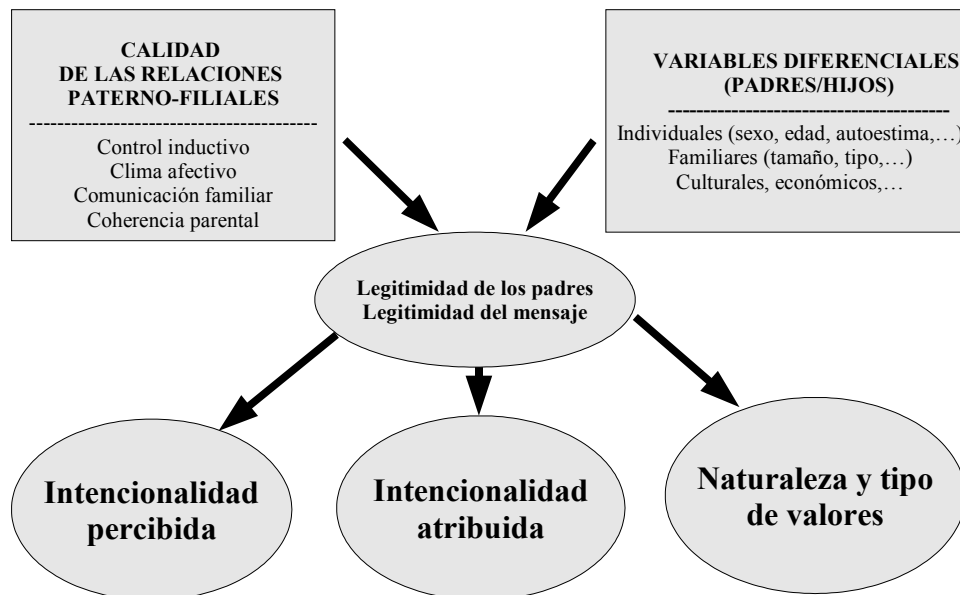 CALIDAD
DE LAS RELACIONES
PATERNO-FILIALES
Control inductivo
Clima afectivo
Comunicación familiar
Coherencia parental
VARIABLES DIFERENCIALES
(PADRES/HIJOS)
Individuales (sexo, edad, autoestima,…)
Familiares (tamaño, tipo,…)
Culturales, económicos,…
Legitimidad de los padres
Legitimidad del mensaje
Intencionalidad
percibida
Intencionalidad
atribuida
Naturaleza y tipo
de valores